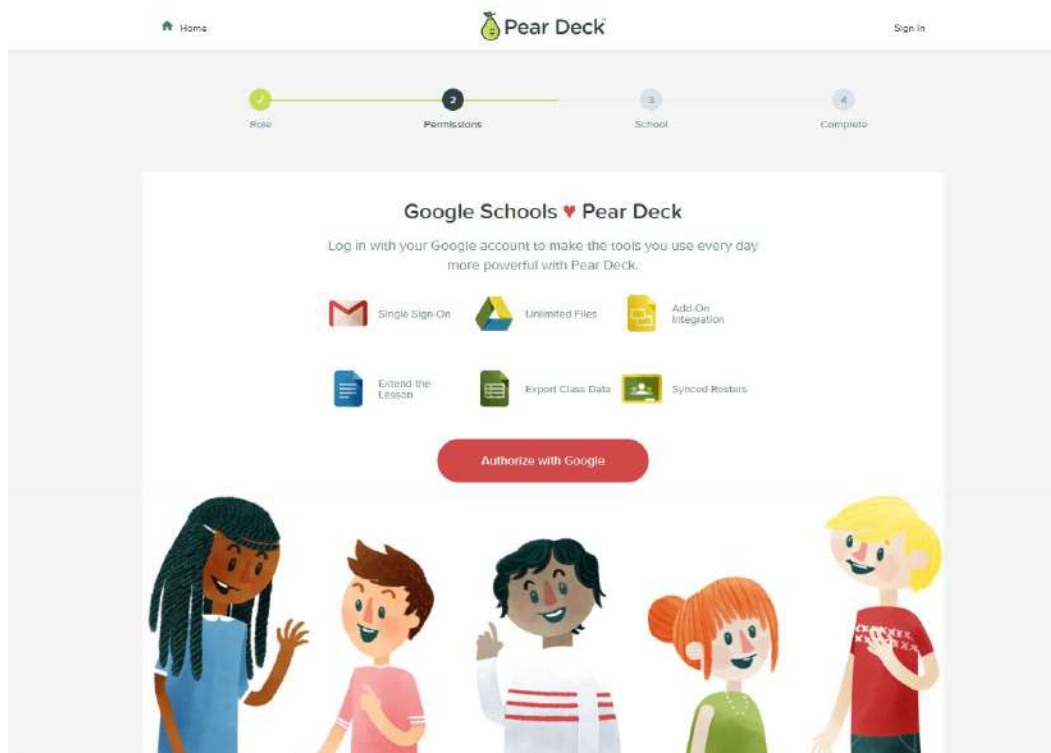 Home
Pear Deck
Sign In
✓
2
3
4
Role
Permissions
School
Complete
Google Schools ♥ Pear Deck
Log in with your Google account to make the tools you use every day
more powerful with Pear Deck.
Single Sign-On
Unlimited Files
Add-On
Integration
Extend the
Lesson
Export Class Data
Synced Rosters
Authorize with Google